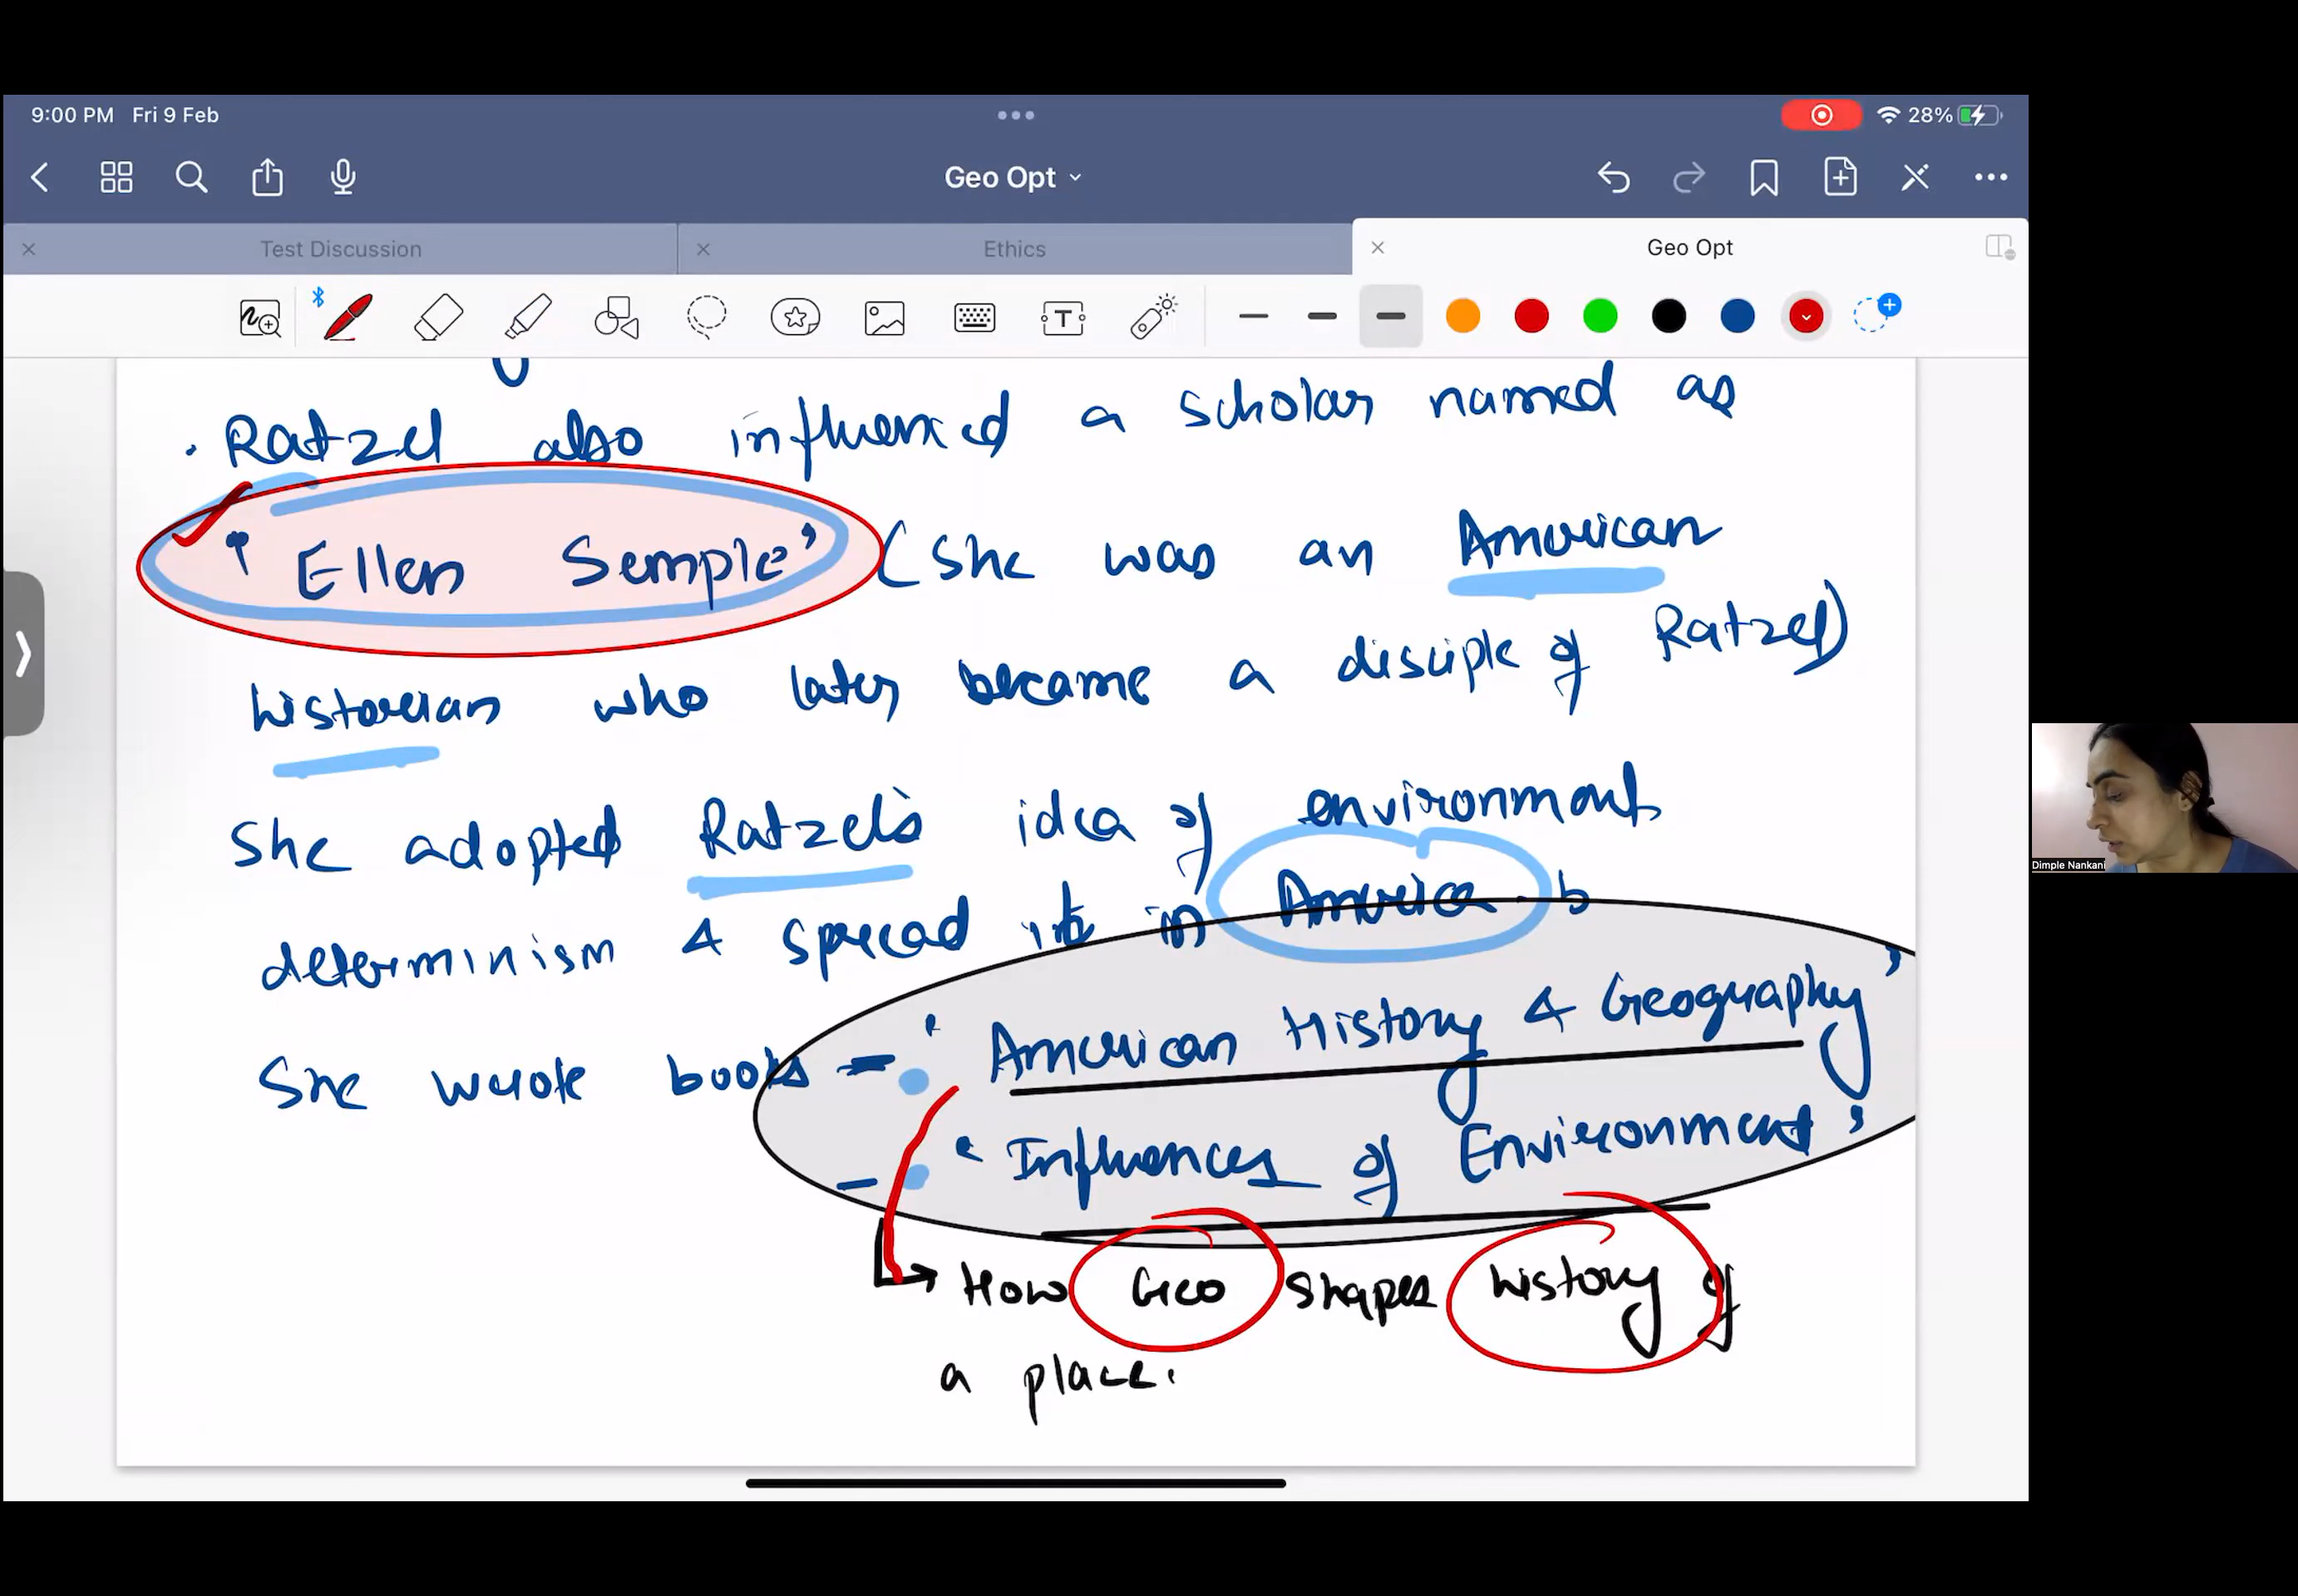 9:00 PM Fri 9 Feb
28%
Geo Opt
Test Discussion
Ethics
Geo Opt
T
. Ratzel also influenced a scholar named as
' Ellen Semple' (She was an American
historian who later became a disciple of Ratzel)
She adopted Ratzel's idea of environment
determinism & spread it in America
She wrote books - ' American History & Geography'
- ' Influences of Environment'
→ How Geo shapes history of
a place.
Dimple Nankani